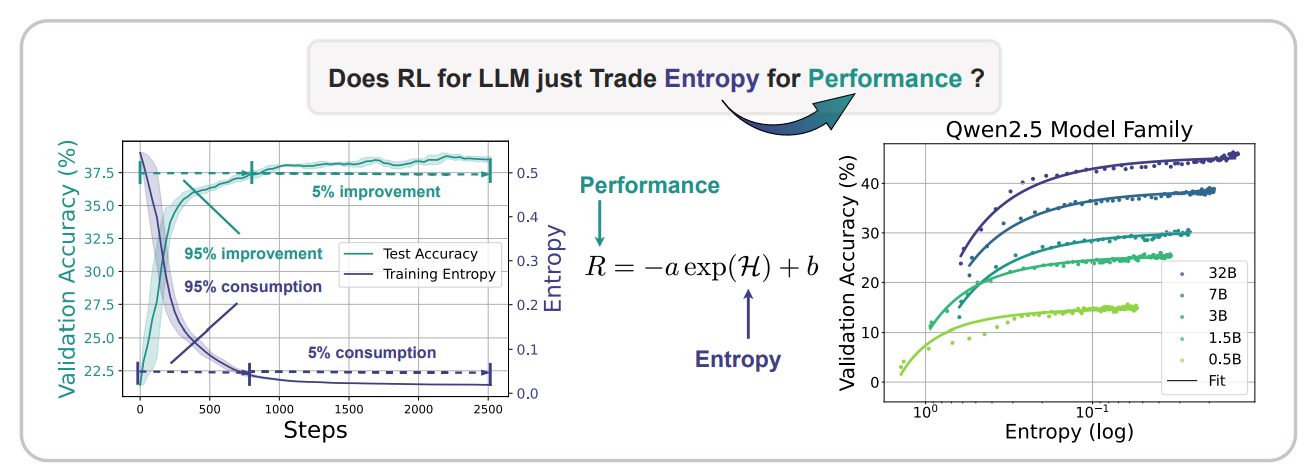 Does RL for LLM just Trade Entropy for Performance ?
Validation Accuracy (%)
37.5
35.0
32.5
30.0
27.5
25.0
22.5
5% improvement
95% improvement
95% consumption
5% consumption
Test Accuracy
Training Entropy
0.5
0.4
0.3
0.2
0.1
0.0
Entropy
0
500
1000
1500
2000
2500
Steps
Performance
R = −a exp(ℋ) + b
Entropy
Qwen2.5 Model Family
Validation Accuracy (%)
40
30
20
10
0
32B
7B
3B
1.5B
0.5B
Fit
10⁰
10⁻¹
Entropy (log)